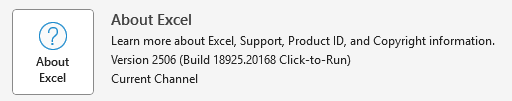 About Excel
About Excel
Learn more about Excel, Support, Product ID, and Copyright information.
Version 2506 (Build 18925.20168 Click-to-Run)
Current Channel